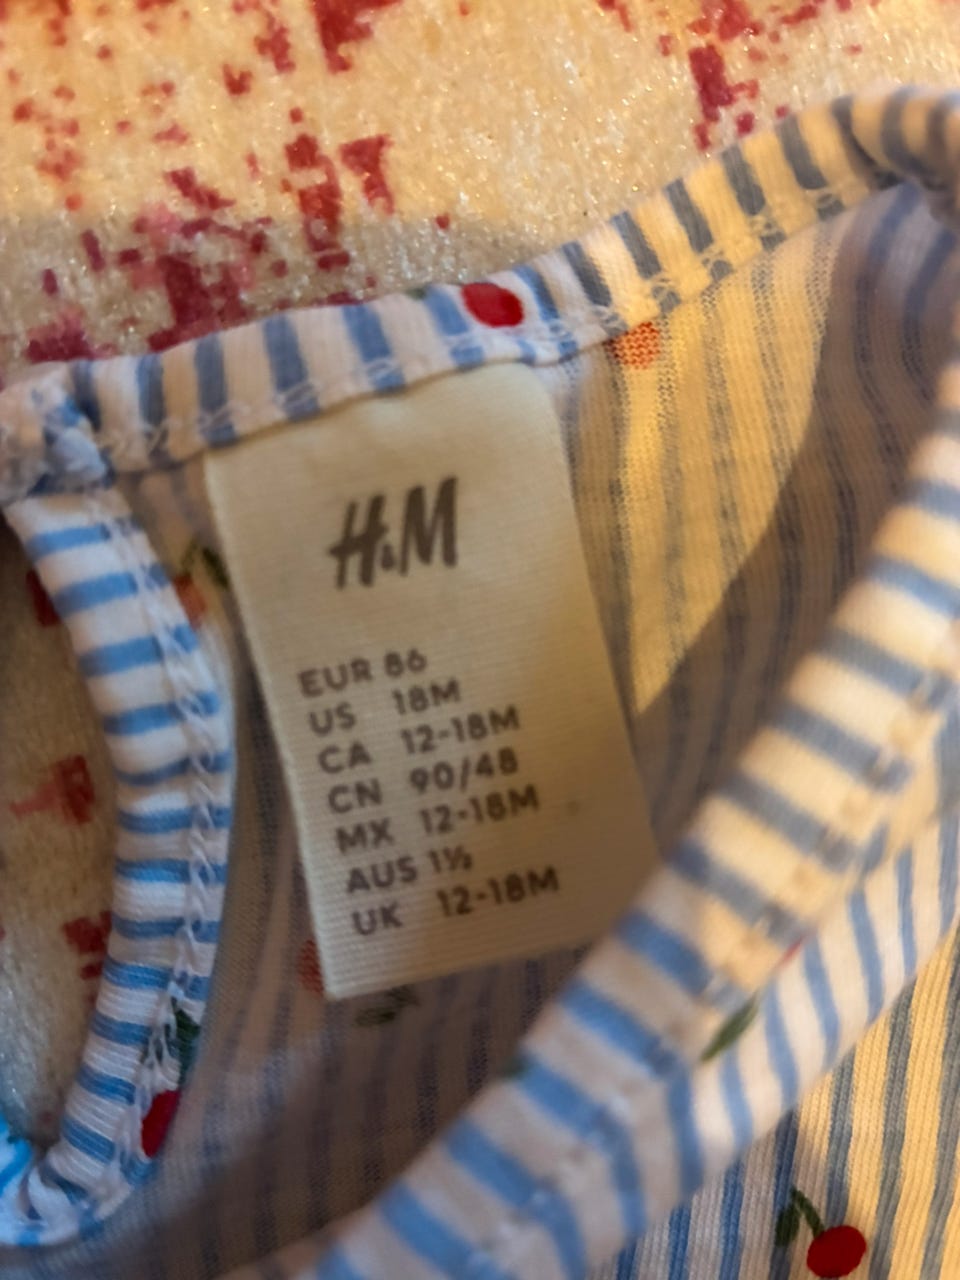 H&M
EUR 86
US 18M
CA 12-18M
CN 90/48
MX 12-18M
AUS 1½
UK 12-18M